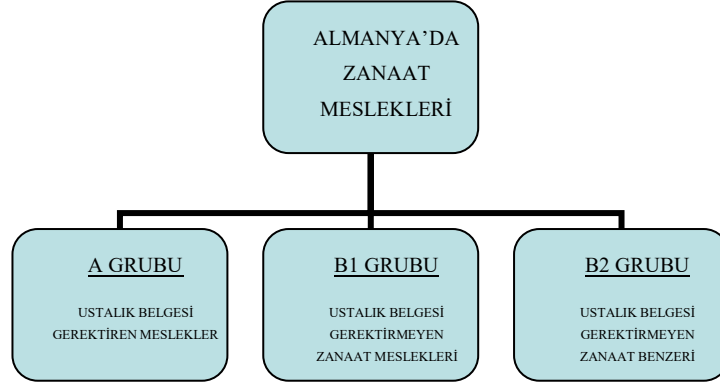 ALMANYA’DA
ZANAAT
MESLEKLERİ
A GRUBU
USTALIK BELGESİ
GEREKTİREN MESLEKLER
B1 GRUBU
USTALIK BELGESİ
GEREKTİRMEYEN
ZANAAT MESLEKLERİ
B2 GRUBU
USTALIK BELGESİ
GEREKTİRMEYEN
ZANAAT BENZERİ